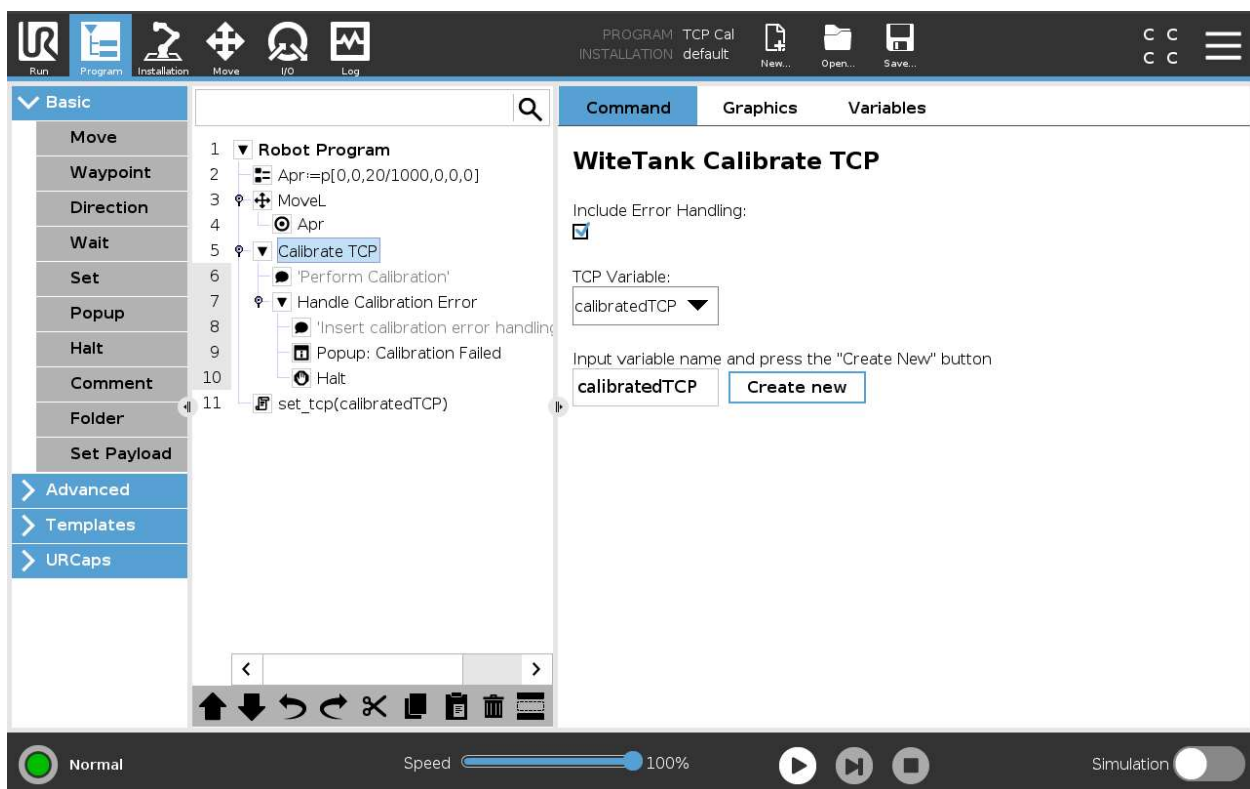 UR
Run
Program
Installation
Move
I/O
Log
PROGRAM TCP Cal
INSTALLATION default
New...
Open...
Save...
C C
C C
Basic
Move
Waypoint
Direction
Wait
Set
Popup
Halt
Comment
Folder
Set Payload
Advanced
Templates
URCaps
1 Robot Program
2 Apr:=p[0,0,20/1000,0,0,0]
3 MoveL
4 Apr
5 Calibrate TCP
6 'Perform Calibration'
7 Handle Calibration Error
8 'Insert calibration error handling
9 Popup: Calibration Failed
10 Halt
11 set_tcp(calibratedTCP)
Command Graphics Variables
WiteTank Calibrate TCP
Include Error Handling:
TCP Variable:
calibratedTCP
Input variable name and press the "Create New" button
calibratedTCP Create new
Normal
Speed 100%
Simulation